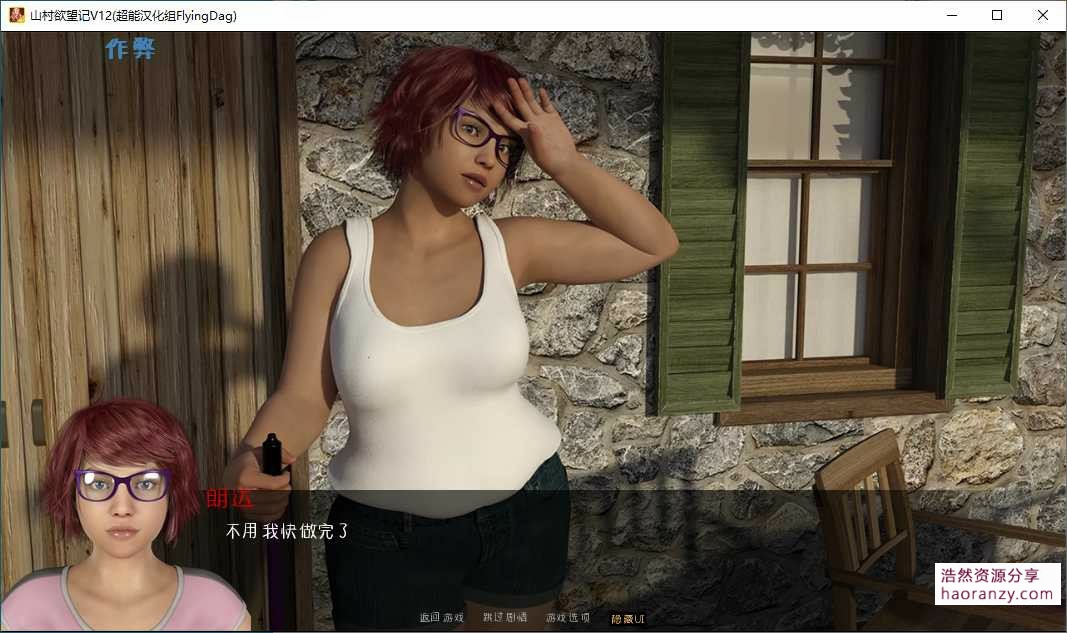 山村欲望记V12(超能汉化组FlyingDag)
作弊
朗达
不用 我快做完了
返回游戏 跳过剧情 游戏选项 隐藏UI
浩然资源分享
haoranzy.com